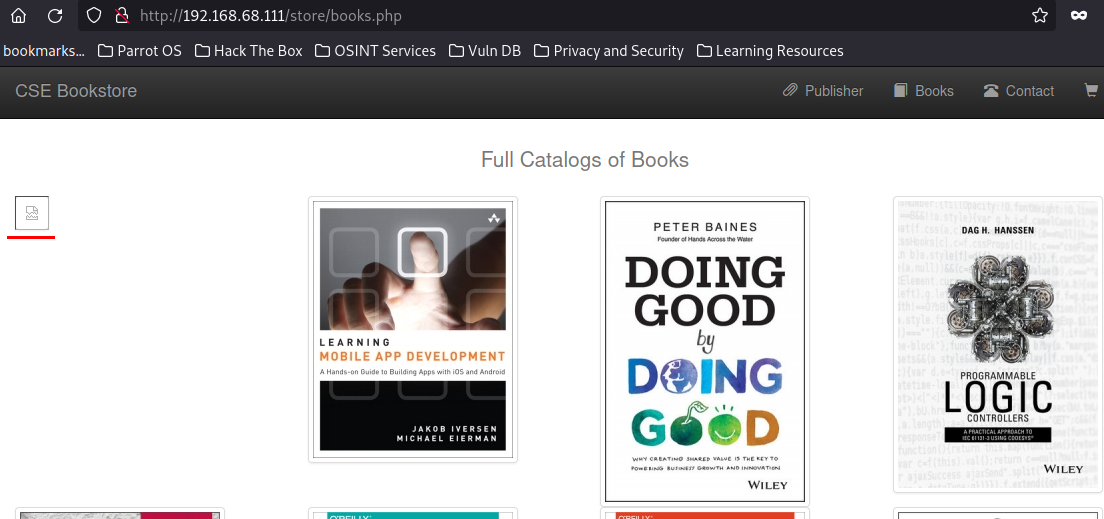 http://192.168.68.111/store/books.php
bookmarks... Parrot OS Hack The Box OSINT Services Vuln DB Privacy and Security Learning Resources
CSE Bookstore Publisher Books Contact
Full Catalogs of Books
LEARNING
MOBILE APP DEVELOPMENT
A Hands-on Guide to Building Apps with iOS and Android
JAKOB IVERSEN
MICHAEL EIERMAN
PETER BAINES
Founder of Hands Across the Water
DOING
GOOD
by
DOING
GOOD
WHY CREATING SHARED VALUE IS THE KEY TO
POWERING BUSINESS GROWTH AND INNOVATION
WILEY
DAG H. HANSSEN
PROGRAMMABLE
LOGIC
CONTROLLERS
A PRACTICAL APPROACH TO
IEC 61131-3 USING CODESYS
WILEY
O'REILLY®
O'REILLY®